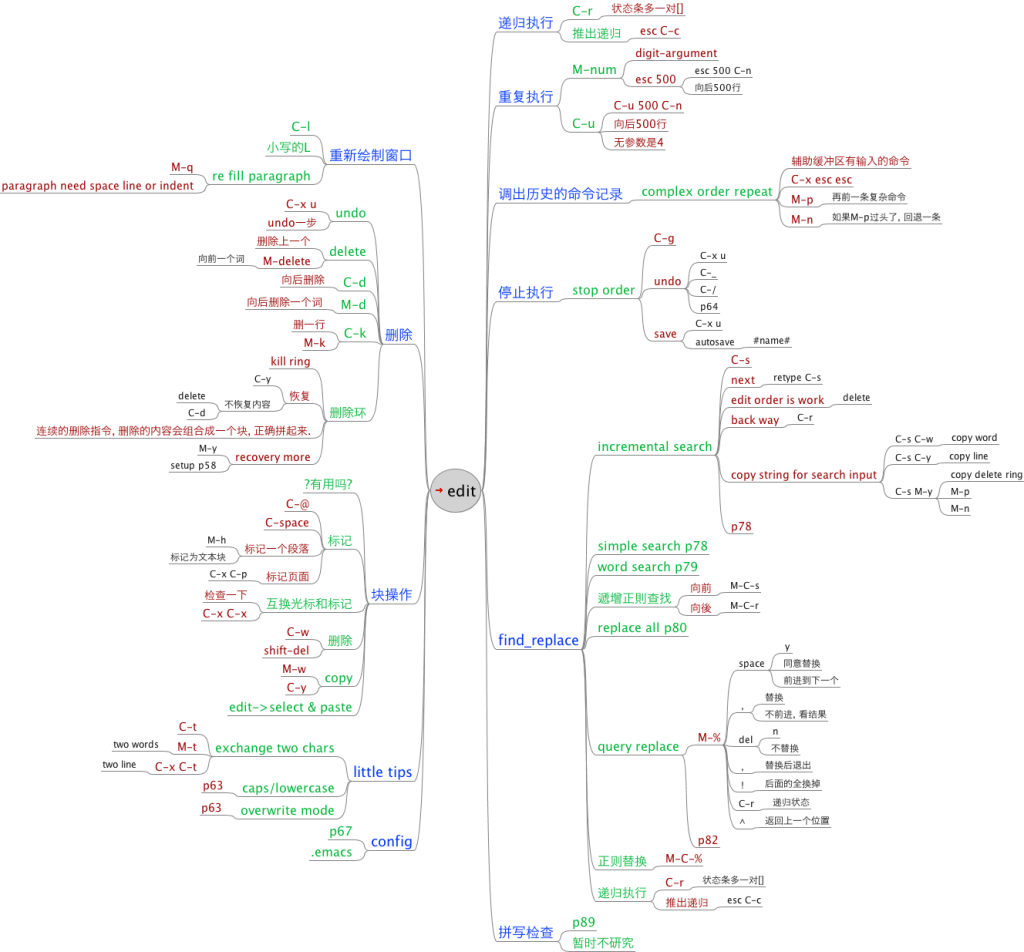 edit
递归执行
C-r
状态条多一对[]
推出递归
esc C-c
重复执行
M-num
digit-argument
esc 500
esc 500 C-n
向后500行
C-u
C-u 500 C-n
向后500行
无参数是4
调出历史的命令记录
complex order repeat
辅助缓冲区有输入的命令
C-x esc esc
M-p
再前一条复杂命令
M-n
如果M-p过头了, 回退一条
停止执行
stop order
C-g
undo
C-x u
C-_
C-/
p64
save
C-x u
autosave
#name#
find_replace
incremental search
C-s
next
retype C-s
edit order is work
delete
back way
C-r
copy string for search input
C-s C-w
copy word
C-s C-y
copy line
C-s M-y
copy delete ring
M-p
M-n
p78
simple search p78
word search p79
遞增正則查找
向前
M-C-s
向後
M-C-r
replace all p80
query replace
M-%
space
y
同意替换
前进到下一个
,
替换
不前进, 看结果
del
n
不替换
.
替换后退出
!
后面的全换掉
C-r
递归状态
^
返回上一个位置
p82
正则替换
M-C-%
递归执行
C-r
状态条多一对[]
推出递归
esc C-c
拼写检查
p89
暂时不研究
重新绘制窗口
C-l
小写的L
re fill paragraph
M-q
paragraph need space line or indent
删除
undo
C-x u
undo一步
delete
删除上一个
M-delete
向前一个词
C-d
向后删除
M-d
向后删除一个词
C-k
删一行
M-k
删除环
kill ring
恢复
C-y
不恢复内容
delete
C-d
连续的删除指令, 删除的内容会组合成一个块, 正确拼起来.
recovery more
M-y
setup p58
块操作
?有用吗?
标记
C-@
C-space
标记一个段落
M-h
标记为文本块
标记页面
C-x C-p
互换光标和标记
检查一下
C-x C-x
删除
C-w
shift-del
copy
M-w
C-y
edit->select & paste
little tips
exchange two chars
C-t
M-t
two words
C-x C-t
two line
caps/lowercase
p63
overwrite mode
p63
config
p67
.emacs